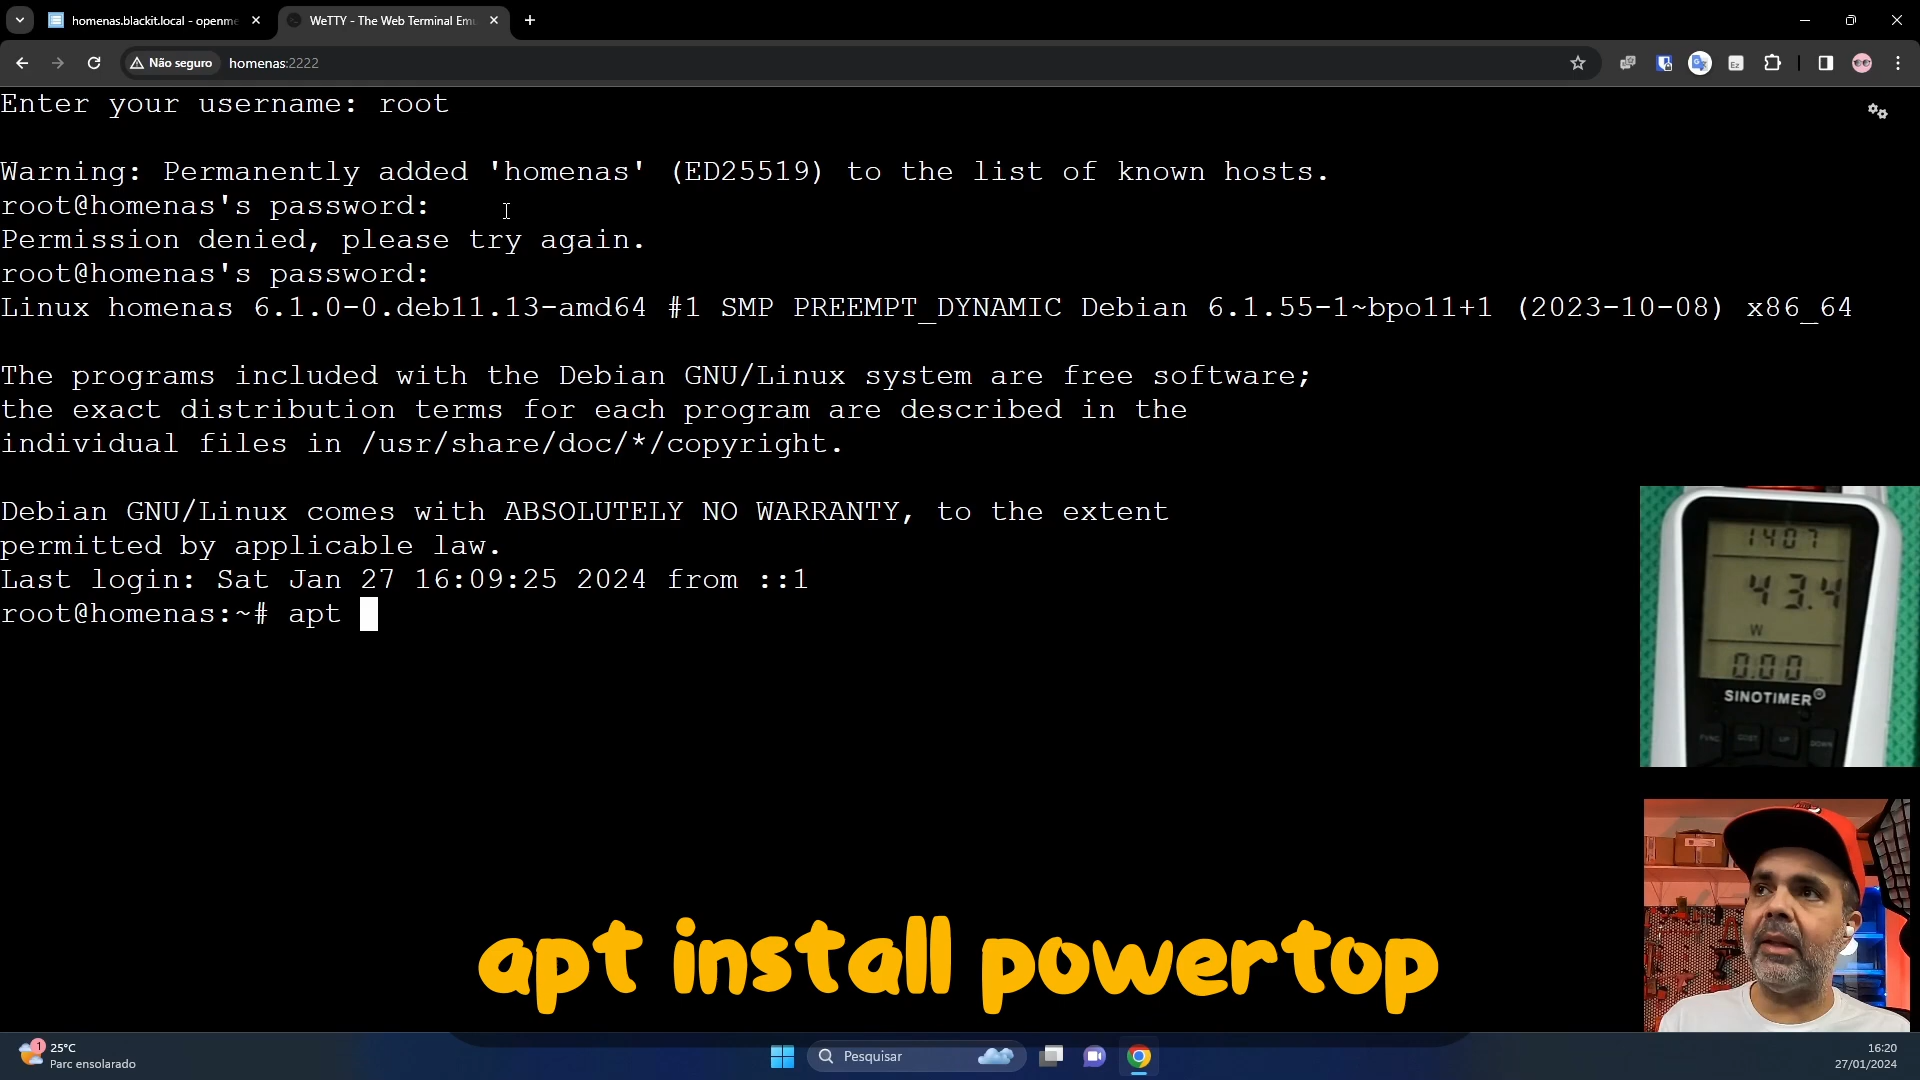 homenas.blackit.local - openme
WeTTY - The Web Terminal Emu
Não seguro
homenas:2222
Enter your username: root
Warning: Permanently added 'homenas' (ED25519) to the list of known hosts.
root@homenas's password:
Permission denied, please try again.
root@homenas's password:
Linux homenas 6.1.0-0.deb11.13-amd64 #1 SMP PREEMPT_DYNAMIC Debian 6.1.55-1~bpo11+1 (2023-10-08) x86_64
The programs included with the Debian GNU/Linux system are free software;
the exact distribution terms for each program are described in the
individual files in /usr/share/doc/*/copyright.
Debian GNU/Linux comes with ABSOLUTELY NO WARRANTY, to the extent
permitted by applicable law.
Last login: Sat Jan 27 16:09:25 2024 from ::1
root@homenas:~# apt
1407
43.4
W
0.00
SINOTIMER
COST
UP
DOWN
apt install powertop
1
25°C
Parc ensolarado
Pesquisar
16:20
27/01/2024